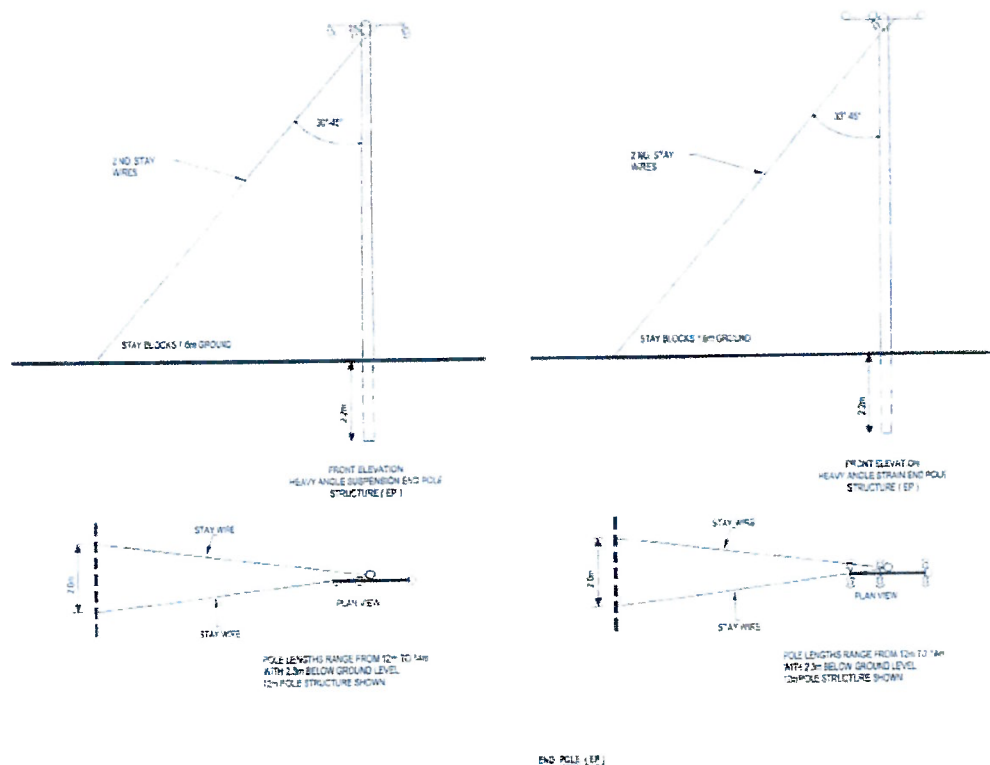 30°-45°
2 NO. STAY
WIRES
STAY BLOCKS 1.8m GROUND
2.2m
FRONT ELEVATION
HEAVY ANGLE SUSPENSION END POLE
STRUCTURE ( EP )
STAY WIRE
2.0m
PLAN VIEW
STAY WIRE
POLE LENGTHS RANGE FROM 12m TO 14m
WITH 2.3m BELOW GROUND LEVEL
12m POLE STRUCTURE SHOWN
33°-45°
2 NO. STAY
WIRES
STAY BLOCKS 1.8m GROUND
2.2m
FRONT ELEVATION
HEAVY ANGLE STRAIN END POLE
STRUCTURE ( EP )
STAY WIRE
2.0m
PLAN VIEW
STAY WIRE
POLE LENGTHS RANGE FROM 12m TO 14m
WITH 2.3m BELOW GROUND LEVEL
12m POLE STRUCTURE SHOWN
END POLE ( EP )